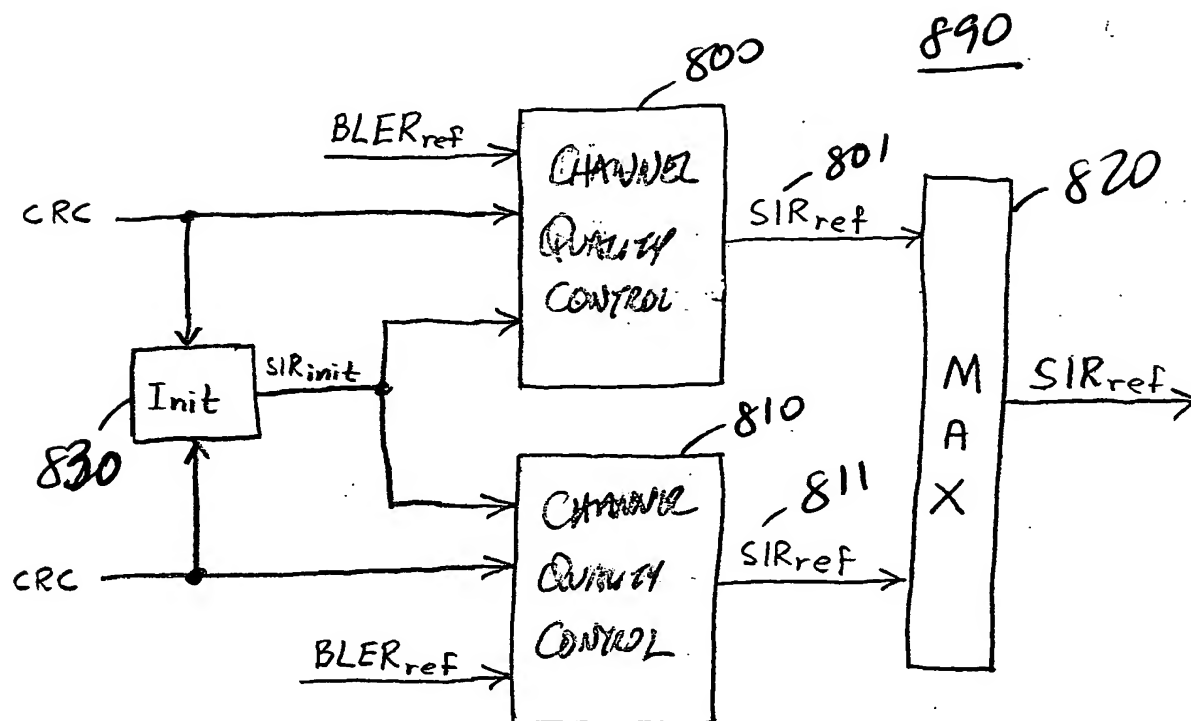 890
800
BLERref
CHANNEL
QUALITY
CONTROL
801
SIRref
820
CRC
SIRinit
Init
830
M
A
X
SIRref
810
CHANNEL
QUALITY
CONTROL
811
SIRref
CRC
BLERref